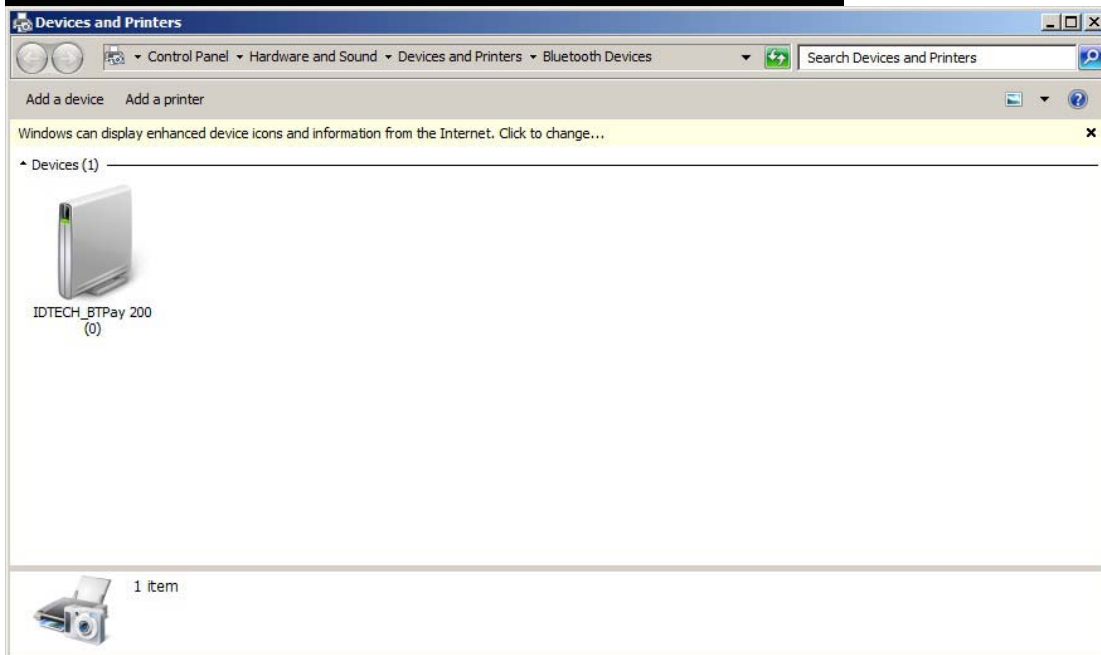 Devices and Printers
Control Panel Hardware and Sound Devices and Printers Bluetooth Devices Search Devices and Printers
Add a device Add a printer
Windows can display enhanced device icons and information from the Internet. Click to change...
Devices (1)
IDTECH_BTPay 200
(0)
1 item